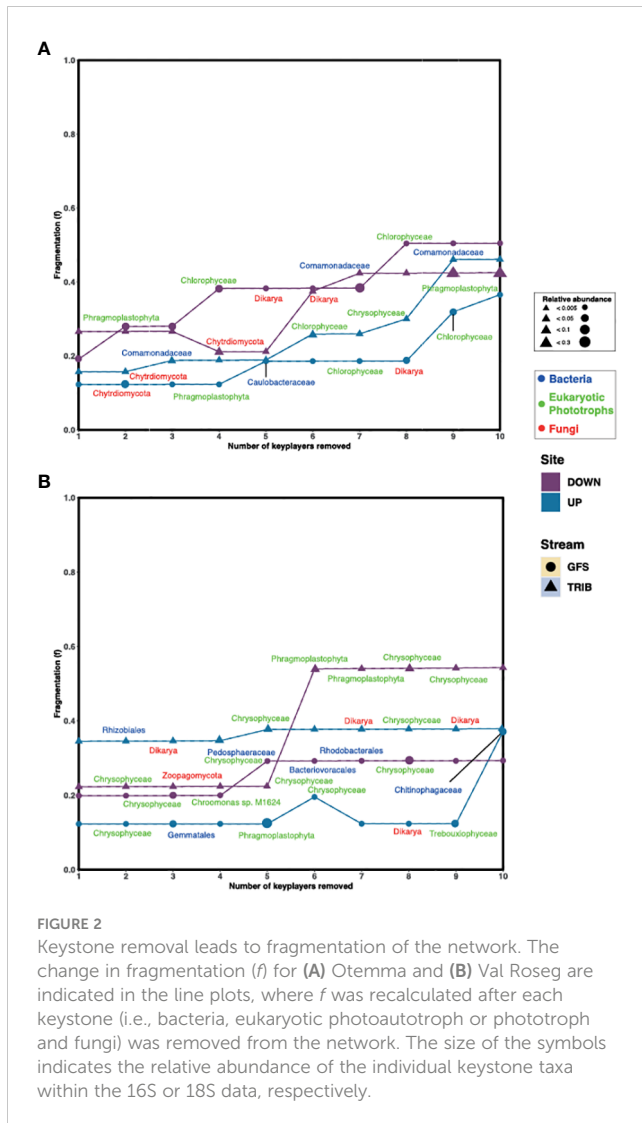 A
1.0
0.8
0.6
0.4
0.2
0.0
Fragmentation (f)
Chlorophyceae
Comamonadaceae
Comamonadaceae
Chlorophyceae
Phragmoplastophyta
Dikarya
Dikarya
Phragmoplastophyta
Chrysophyceae
Chlorophyceae
Chytrdiomycota
Comamonadaceae
Chlorophyceae
Chytrdiomycota
Chytrdiomycota
Phragmoplastophyta
Caulobacteraceae
Chlorophyceae
Dikarya
1 2 3 4 5 6 7 8 9 10
Number of keyplayers removed
Relative abundance
< 0.005
< 0.05
< 0.1
< 0.3
Bacteria
Eukaryotic
Phototrophs
Fungi
Site
DOWN
UP
Stream
GFS
TRIB
B
1.0
0.8
0.6
0.4
0.2
0.0
Fragmentation (f)
Phragmoplastophyta
Chrysophyceae
Phragmoplastophyta
Chrysophyceae
Rhizobiales
Chrysophyceae
Dikarya
Chrysophyceae
Dikarya
Dikarya
Pedosphaeraceae
Rhodobacterales
Chrysophyceae
Bacteriovoracales
Chrysophyceae
Chrysophyceae
Zoopagomycota
Chrysophyceae
Chrysophyceae
Chitinophagaceae
Chrysophyceae
Chroomonas sp. M1624
Chrysophyceae
Gemmatales
Phragmoplastophyta
Dikarya
Trebouxiophyceae
1 2 3 4 5 6 7 8 9 10
Number of keyplayers removed
FIGURE 2
Keystone removal leads to fragmentation of the network. The
change in fragmentation (f) for (A) Otemma and (B) Val Roseg are
indicated in the line plots, where f was recalculated after each
keystone (i.e., bacteria, eukaryotic photoautotroph or phototroph
and fungi) was removed from the network. The size of the symbols
indicates the relative abundance of the individual keystone taxa
within the 16S or 18S data, respectively.